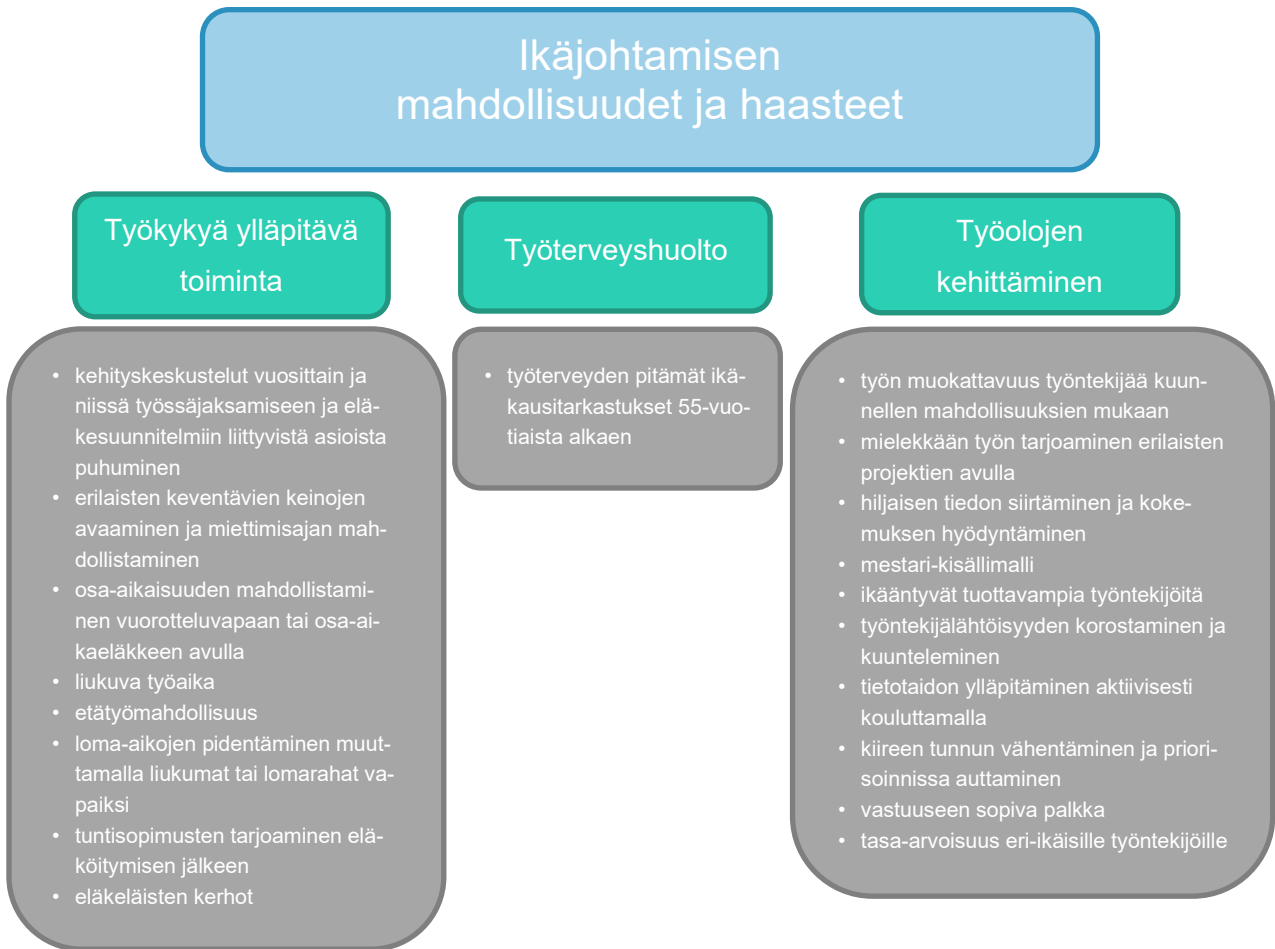 Ikäjohtamisen
mahdollisuudet ja haasteet
Työkykyä ylläpitävä
toiminta
• kehityskeskustelut vuosittain ja
niissä työssäjaksamiseen ja elä-
kesuunnitelmiin liittyvistä asioista
puhuminen
• erilaisten keventävien keinojen
avaaminen ja miettimisajan mah-
dollistaminen
• osa-aikaisuuden mahdollistami-
nen vuorotteluvapaan tai osa-ai-
kaeläkkeen avulla
• liukuva työaika
• etätyömahdollisuus
• loma-aikojen pidentäminen muut-
tamalla liukumat tai lomarahat va-
paiksi
• tuntisopimusten tarjoaminen elä-
köitymisen jälkeen
• eläkeläisten kerhot
Työterveyshuolto
• työterveyden pitämät ikä-
kausitarkastukset 55-vuo-
tiaista alkaen
Työolojen
kehittäminen
• työn muokattavuus työntekijää kuun-
nellen mahdollisuuksien mukaan
• mielekkään työn tarjoaminen erilaisten
projektien avulla
• hiljaisen tiedon siirtäminen ja koke-
muksen hyödyntäminen
• mestari-kisällimalli
• ikääntyvät tuottavampia työntekijöitä
• työntekijälähtöisyyden korostaminen ja
kuunteleminen
• tietotaidon ylläpitäminen aktiivisesti
kouluttamalla
• kiireen tunnun vähentäminen ja priori-
soinnissa auttaminen
• vastuuseen sopiva palkka
• tasa-arvoisuus eri-ikäisille työntekijöille